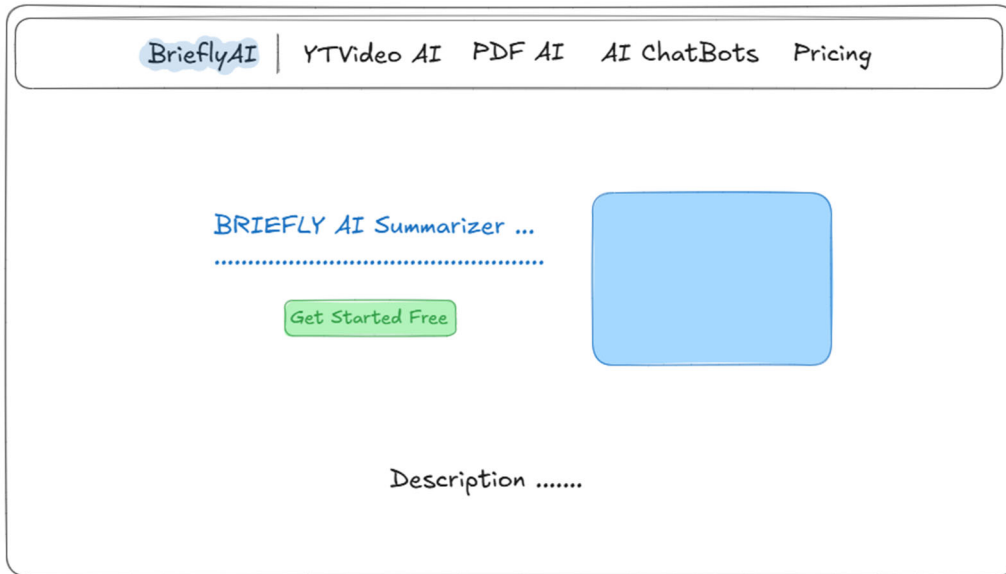 BrieflyAI | YTVideo AI PDF AI AI ChatBots Pricing
BRIEFLY AI Summarizer ...
.................................................
Get Started Free
Description .......